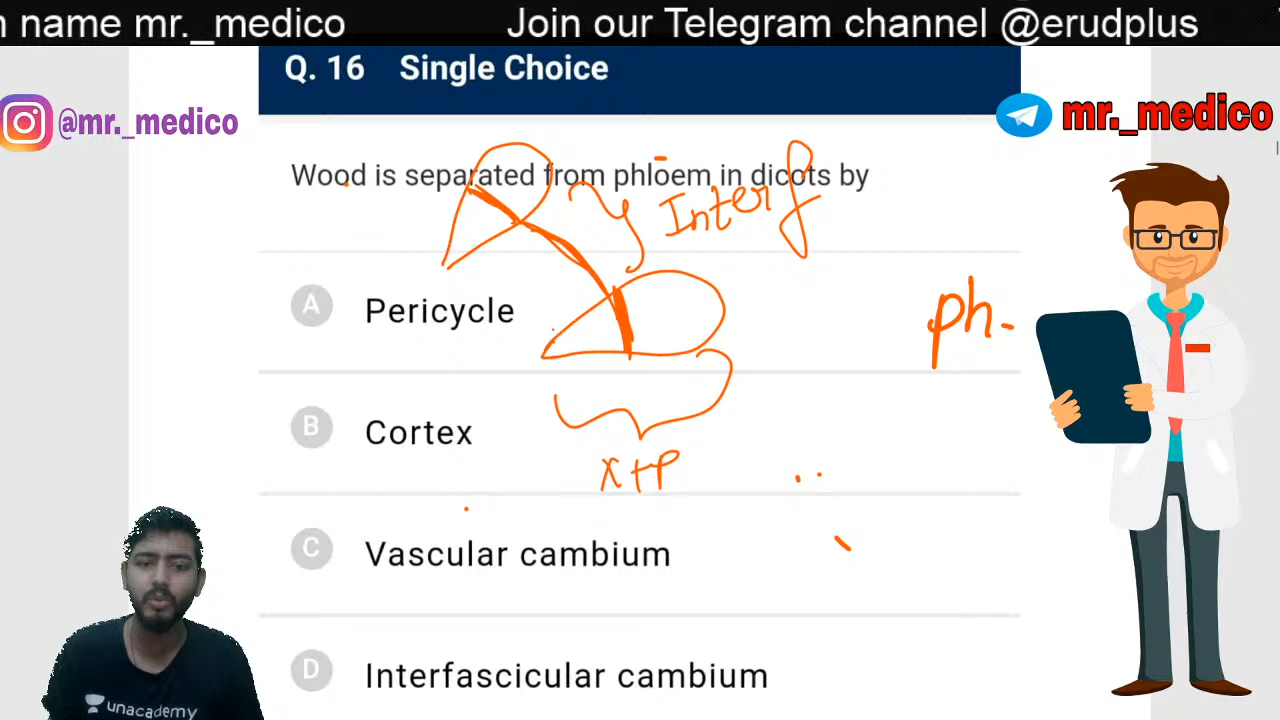 n name mr._medico Join our Telegram channel @erudplus
Q. 16 Single Choice
@mr._medico
mr._medico
Wood is separated from phloem in dicots by
Interf
A Pericycle
ph.
B Cortex
x+p
C Vascular cambium
D Interfascicular cambium
unacademy